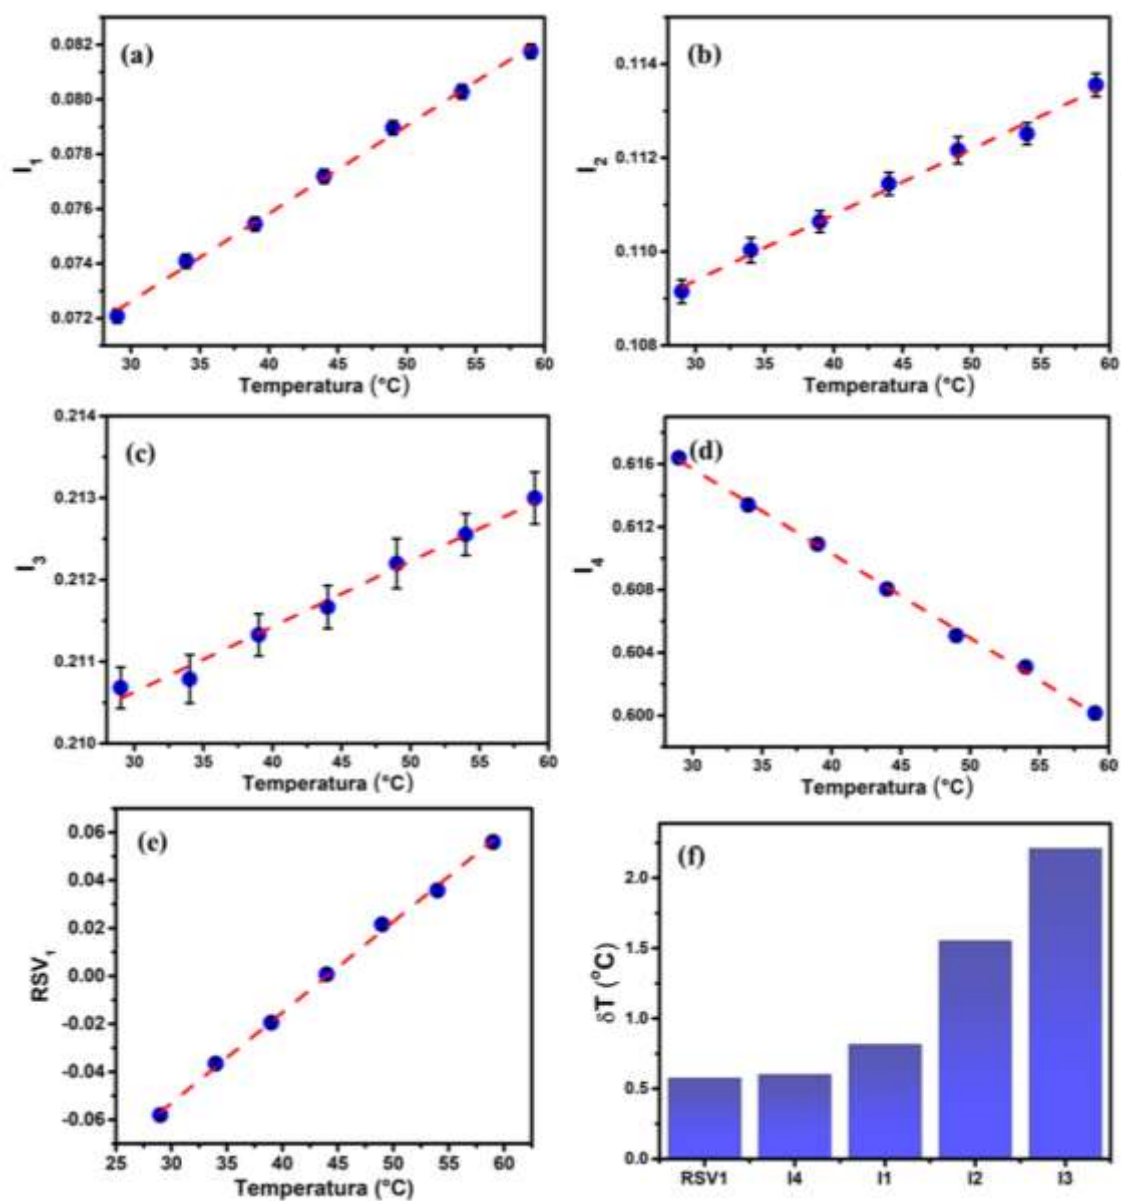 (a)
I1
0.082
0.080
0.078
0.076
0.074
0.072
30 35 40 45 50 55 60
Temperatura (°C)
(b)
I2
0.114
0.112
0.110
0.108
30 35 40 45 50 55 60
Temperatura (°C)
(c)
I3
0.214
0.213
0.212
0.211
0.210
30 35 40 45 50 55 60
Temperatura (°C)
(d)
I4
0.616
0.612
0.608
0.604
0.600
30 35 40 45 50 55 60
Temperatura (°C)
(e)
RSV1
0.06
0.04
0.02
0.00
-0.02
-0.04
-0.06
25 30 35 40 45 50 55 60
Temperatura (°C)
(f)
δT (°C)
2.0
1.5
1.0
0.5
0.0
RSV1 I4 I1 I2 I3